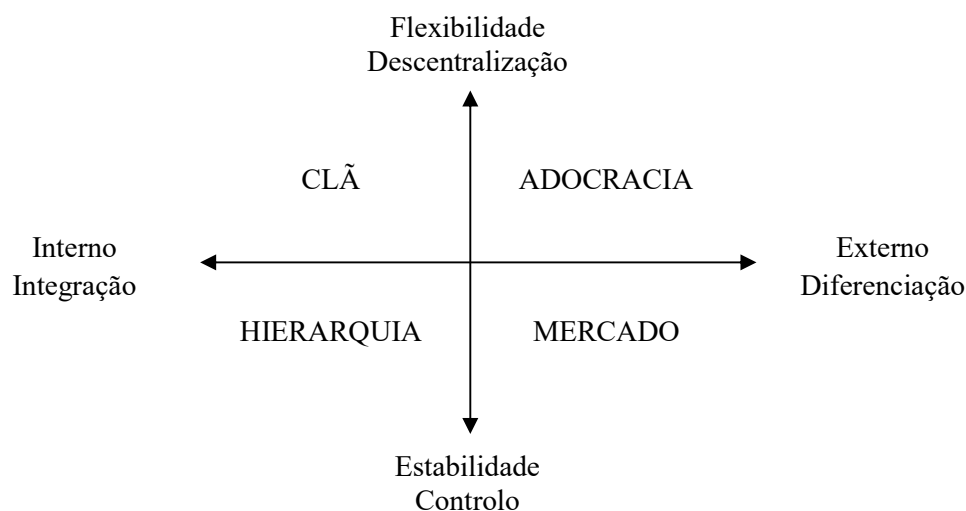 Flexibilidade
Descentralização
CLÃ
ADOCRACIA
Interno
Integração
Externo
Diferenciação
HIERARQUIA
MERCADO
Estabilidade
Controlo